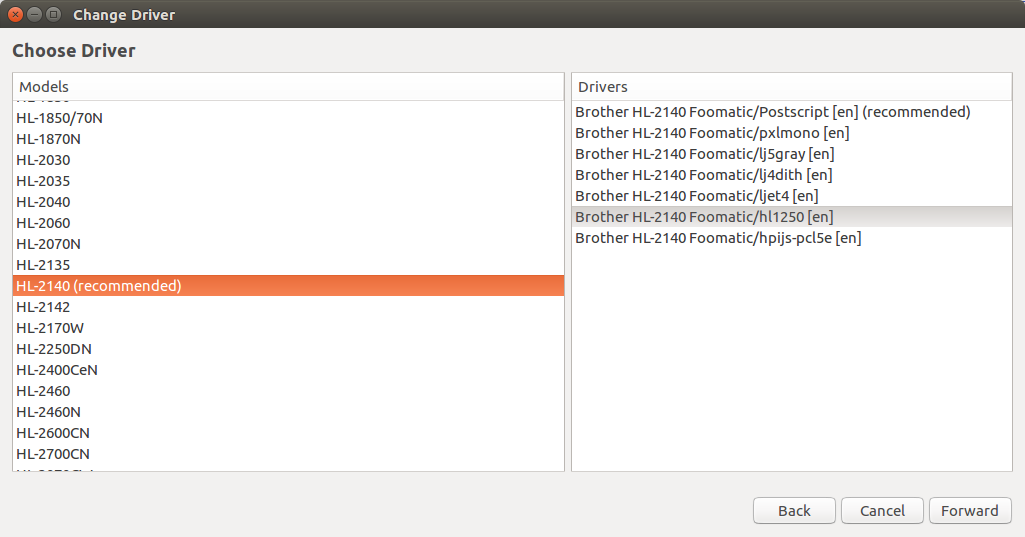 Change Driver
Choose Driver
Models
HL-1850/70N
HL-1870N
HL-2030
HL-2035
HL-2040
HL-2060
HL-2070N
HL-2135
HL-2140 (recommended)
HL-2142
HL-2170W
HL-2250DN
HL-2400CeN
HL-2460
HL-2460N
HL-2600CN
HL-2700CN
Drivers
Brother HL-2140 Foomatic/Postscript [en] (recommended)
Brother HL-2140 Foomatic/pxlmono [en]
Brother HL-2140 Foomatic/lj5gray [en]
Brother HL-2140 Foomatic/lj4dith [en]
Brother HL-2140 Foomatic/ljet4 [en]
Brother HL-2140 Foomatic/hl1250 [en]
Brother HL-2140 Foomatic/hpijs-pcl5e [en]
Back
Cancel
Forward